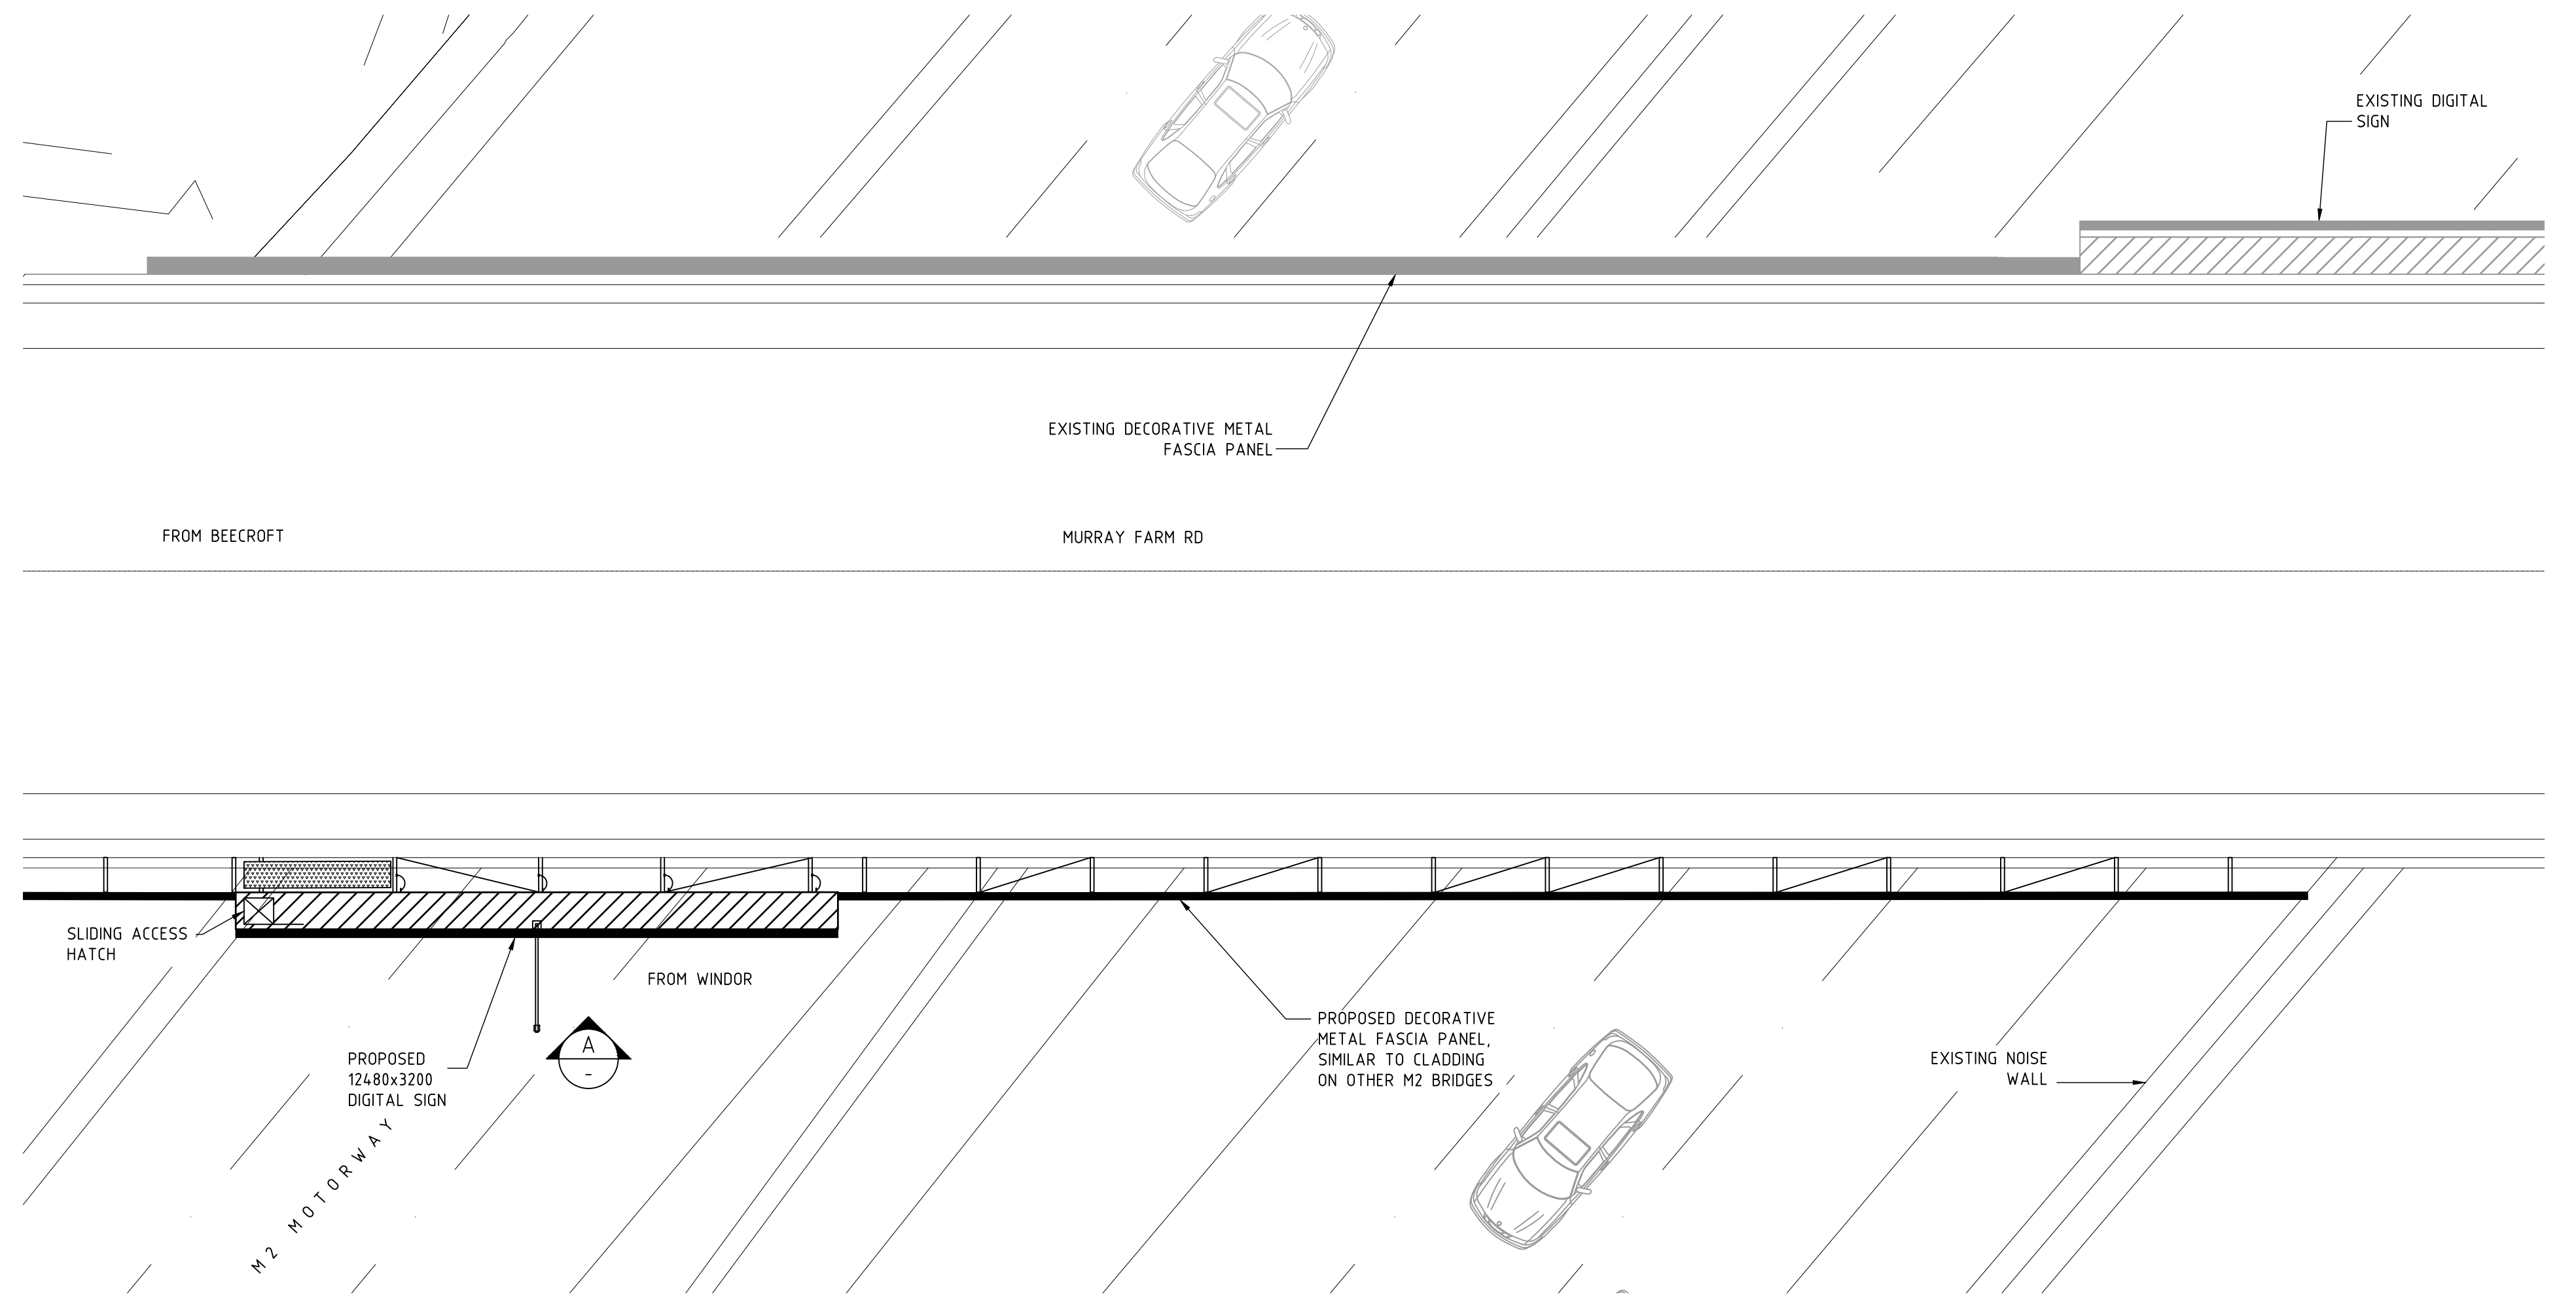 EXISTING DIGITAL
SIGN
EXISTING DECORATIVE METAL
FASCIA PANEL
FROM BEECROFT
MURRAY FARM RD
SLIDING ACCESS
HATCH
FROM WINDOR
PROPOSED
12480x3200
DIGITAL SIGN
A
-
PROPOSED DECORATIVE
METAL FASCIA PANEL,
SIMILAR TO CLADDING
ON OTHER M2 BRIDGES
EXISTING NOISE
WALL
M2 MOTORWAY